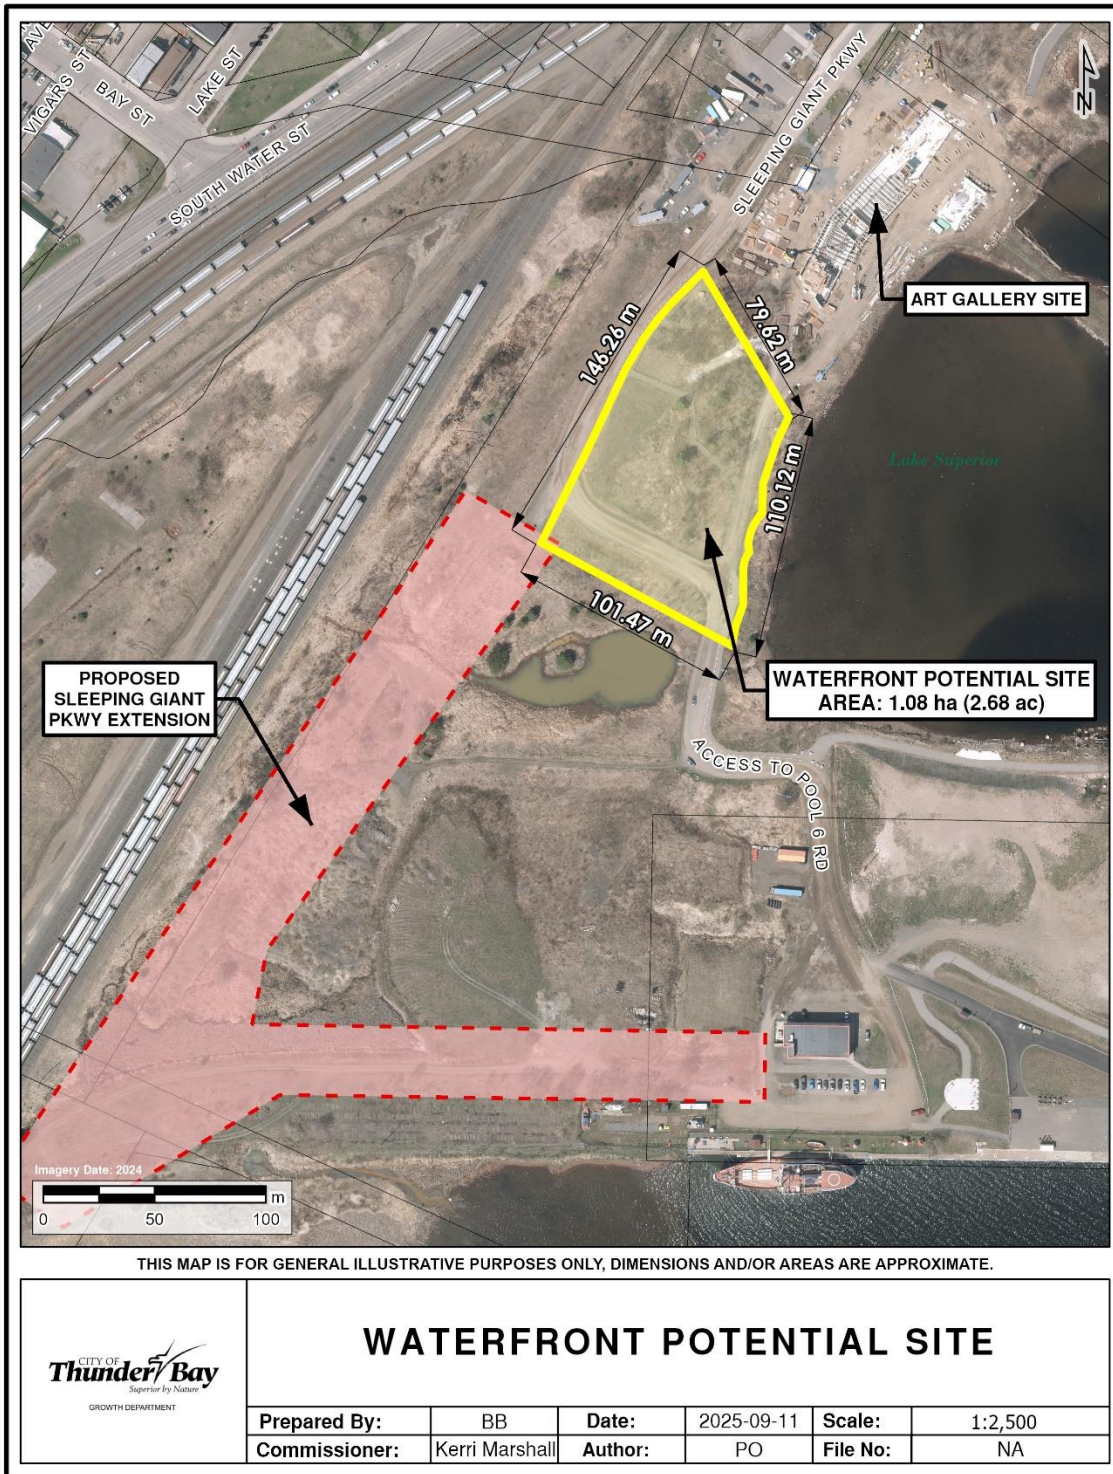 AVE
VIGARS ST
BAY ST
LAKE ST
SOUTH WATER ST
SLEEPING GIANT PKWY
N
ART GALLERY SITE
146.26 m
79.62 m
110.12 m
101.47 m
Lake Superior
WATERFRONT POTENTIAL SITE
AREA: 1.08 ha (2.68 ac)
PROPOSED
SLEEPING GIANT
PKWY EXTENSION
ACCESS TO POOL 6 RD
Imagery Date: 2024
m
0 50 100
THIS MAP IS FOR GENERAL ILLUSTRATIVE PURPOSES ONLY, DIMENSIONS AND/OR AREAS ARE APPROXIMATE.
CITY OF
Thunder Bay
Superior by Nature
GROWTH DEPARTMENT
WATERFRONT POTENTIAL SITE
Prepared By: BB Date: 2025-09-11 Scale: 1:2,500
Commissioner: Kerri Marshall Author: PO File No: NA